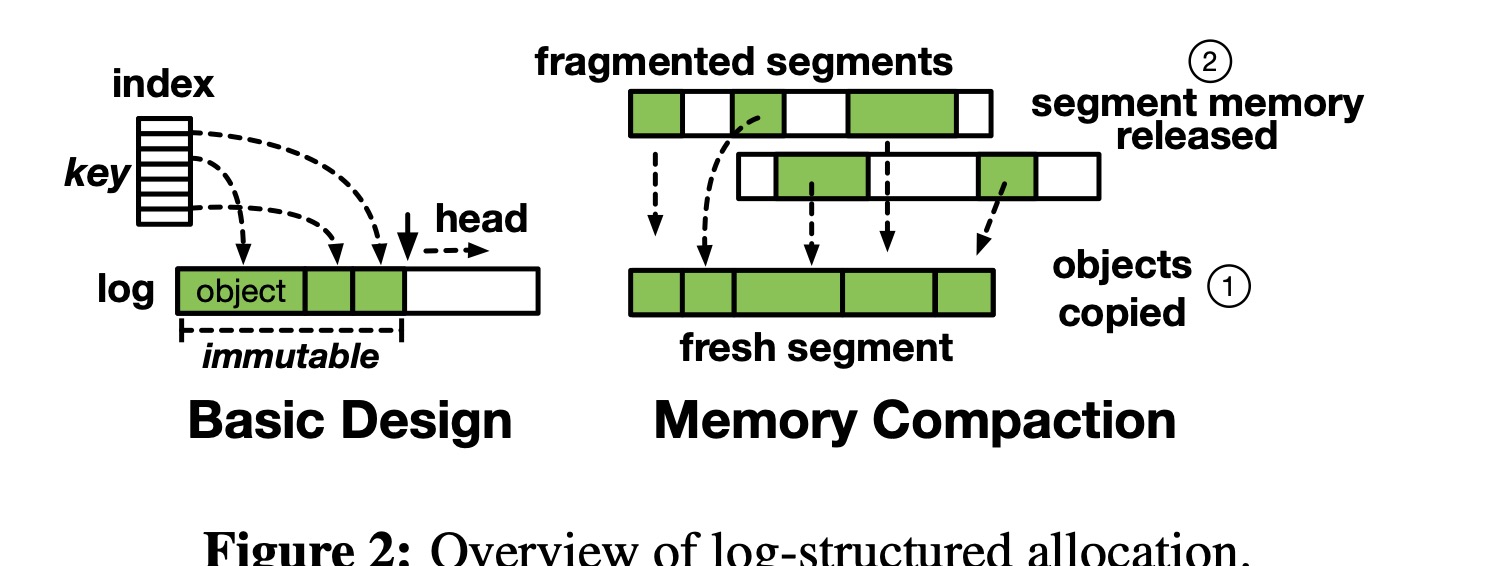 index
key
log
object
head
immutable
Basic Design
fragmented segments
2
segment memory
released
objects
copied
1
fresh segment
Memory Compaction
Figure 2: Overview of log-structured allocation.